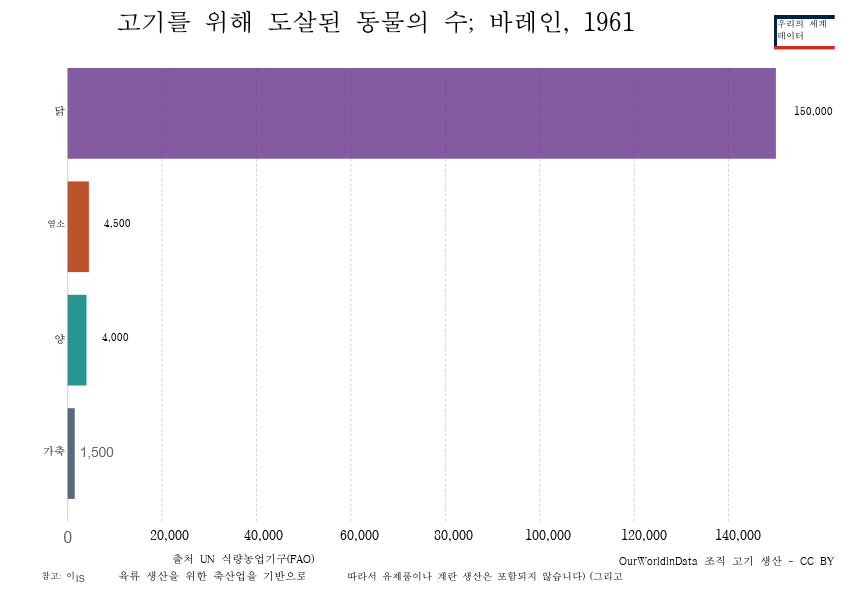 고기를 위해 도살된 동물의 수; 바레인, 1961
우리의 세계
데이터
닭
150,000
염소
4,500
양
4,000
가축
1,500
0
20,000
40,000
60,000
80,000
100,000
120,000
140,000
출처 UN 식량농업기구(FAO)
OurWorldInData 조직 고기 생산 - CC BY
참고: 이IS 육류 생산을 위한 축산업을 기반으로 따라서 유제품이나 계란 생산은 포함되지 않습니다) (그리고